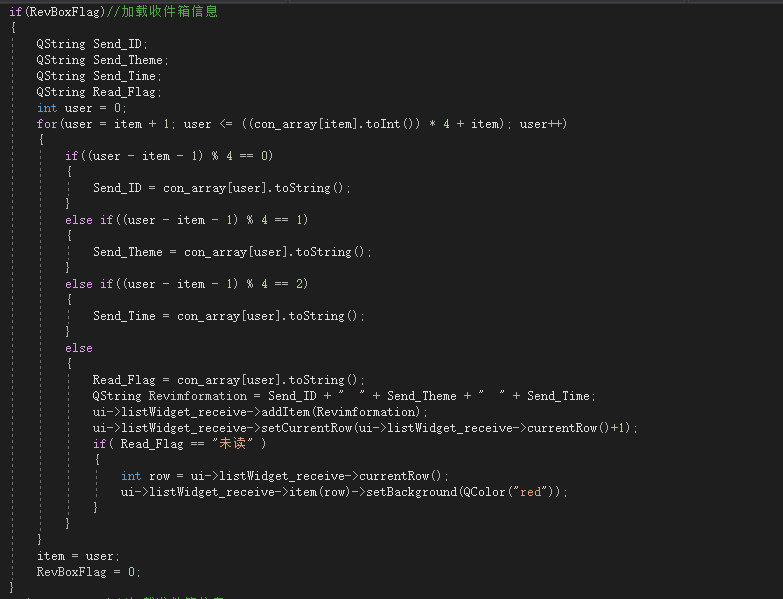 if(RevBoxFlag)//加载收件箱信息
{
QString Send_ID;
QString Send_Theme;
QString Send_Time;
QString Read_Flag;
int user = 0;
for(user = item + 1; user <= ((con_array[item].toInt()) * 4 + item); user++)
{
if((user - item - 1) % 4 == 0)
{
Send_ID = con_array[user].toString();
}
else if((user - item - 1) % 4 == 1)
{
Send_Theme = con_array[user].toString();
}
else if((user - item - 1) % 4 == 2)
{
Send_Time = con_array[user].toString();
}
else
{
Read_Flag = con_array[user].toString();
QString Revimformation = Send_ID + "  " + Send_Theme + "  " + Send_Time;
ui->listWidget_receive->addItem(Revimformation);
ui->listWidget_receive->setCurrentRow(ui->listWidget_receive->currentRow()+1);
if( Read_Flag == "未读" )
{
int row = ui->listWidget_receive->currentRow();
ui->listWidget_receive->item(row)->setBackground(QColor("red"));
}
}
}
item = user;
RevBoxFlag = 0;
}